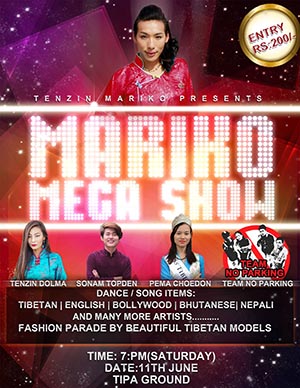 ENTRY
RS:200/-
TENZIN MARIKO PRESENTS
MARIKO
MEGA SHOW
TEAM
NO PARKING
TENZIN DOLMA
SONAM TOPDEN
PEMA CHOEDON
TEAM NO PARKING
DANCE / SONG ITEMS:
TIBETAN | ENGLISH | BOLLYWOOD | BHUTANESE| NEPALI
AND MANY MORE ARTISTS...........
FASHION PARADE BY BEAUTIFUL TIBETAN MODELS
TIME: 7:PM(SATURDAY)
DATE:11TH JUNE
TIPA GROUND